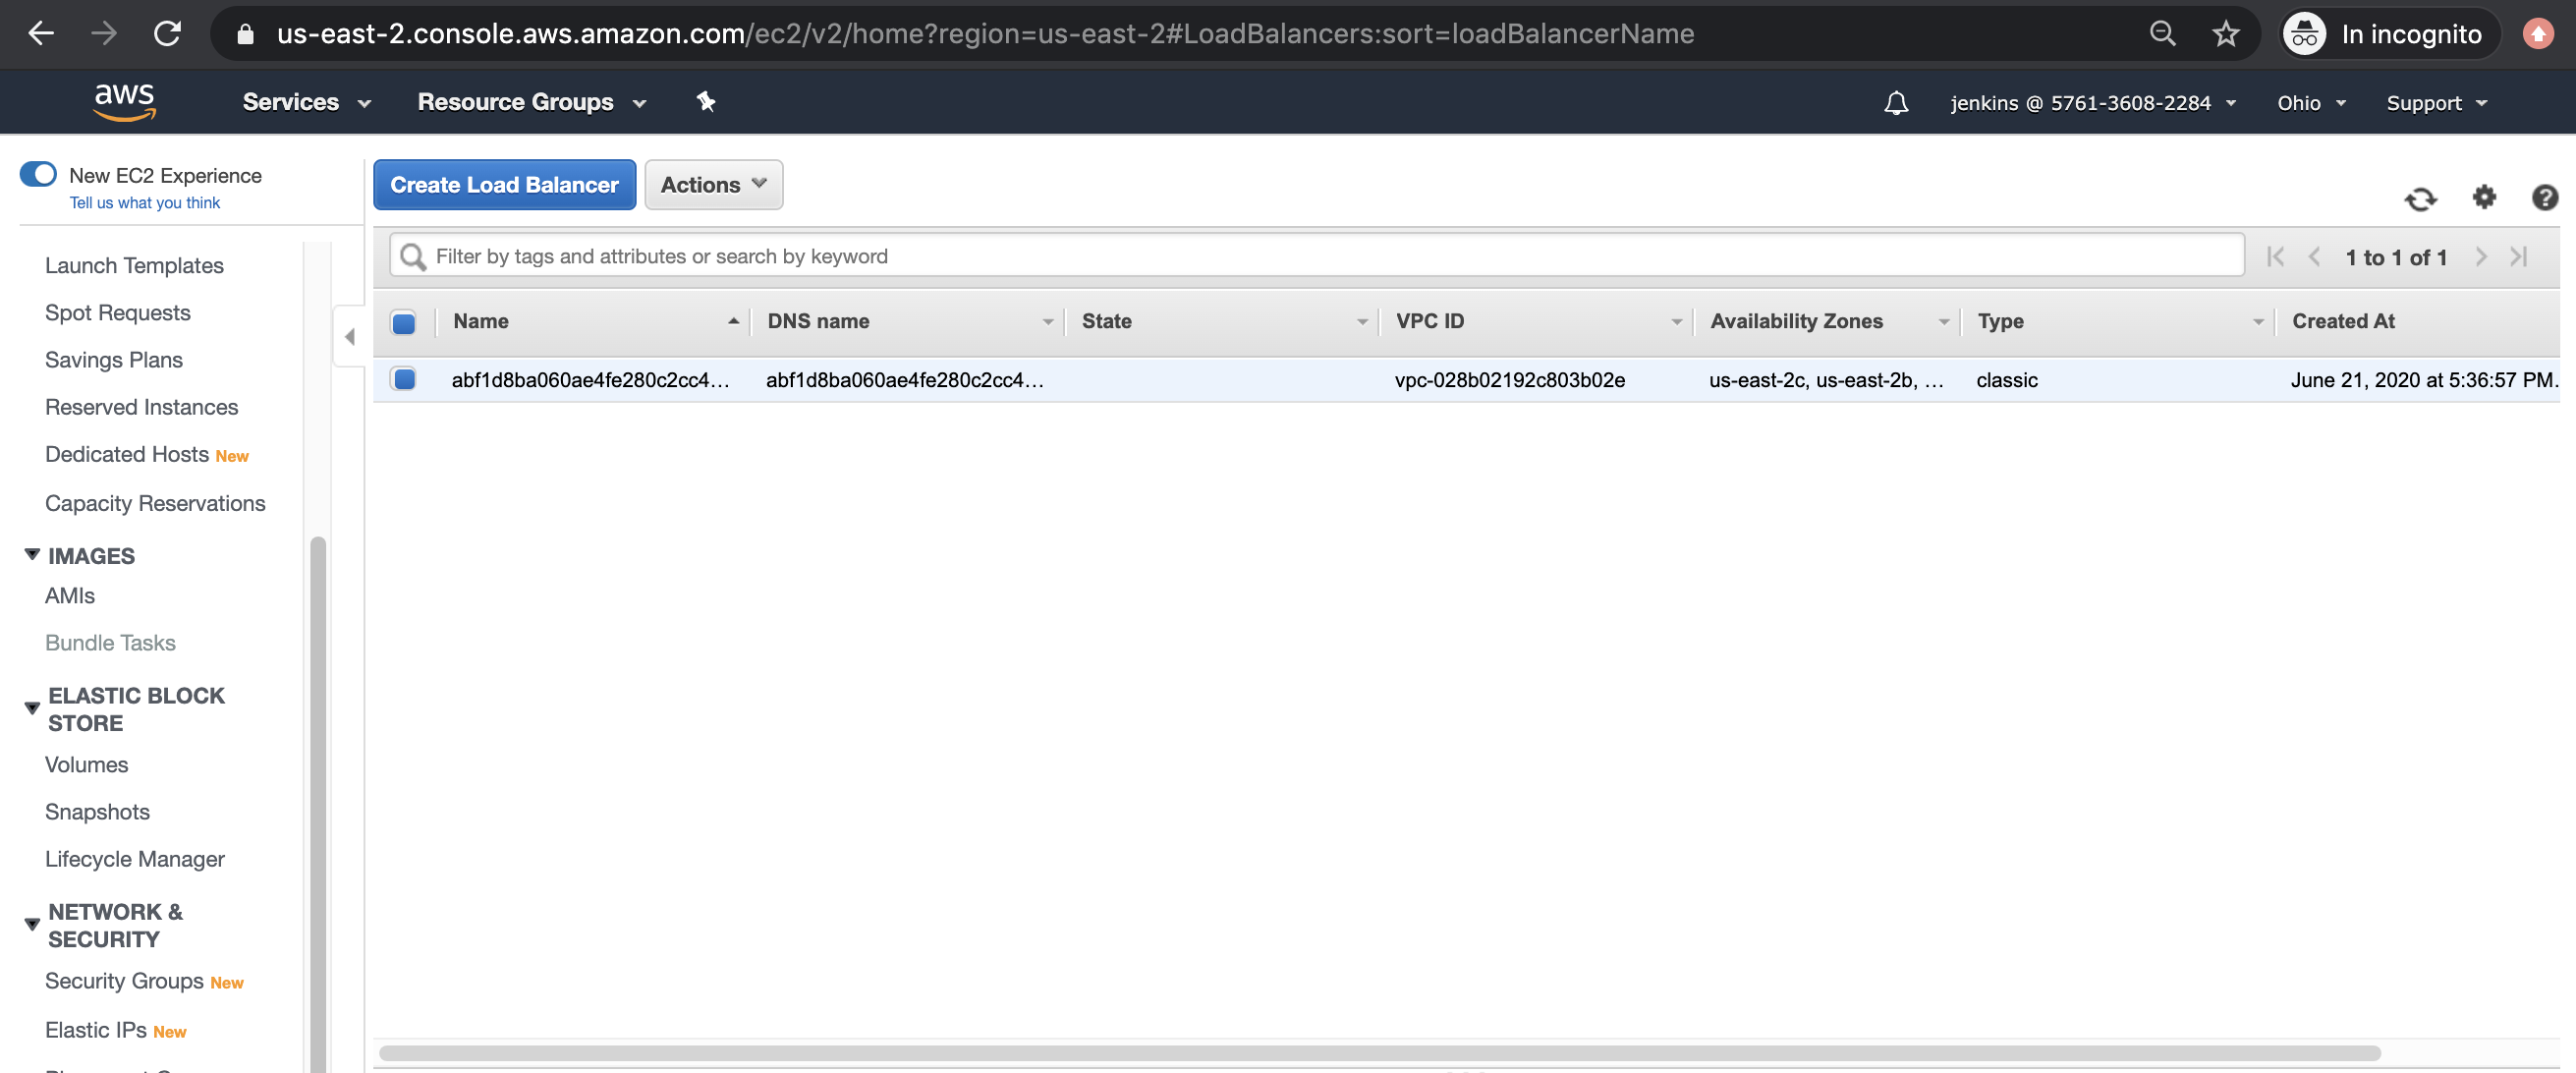 us-east-2.console.aws.amazon.com/ec2/v2/home?region=us-east-2#LoadBalancers:sort=loadBalancerName
In incognito
aws
Services
Resource Groups
jenkins @ 5761-3608-2284
Ohio
Support
New EC2 Experience
Tell us what you think
Launch Templates
Spot Requests
Savings Plans
Reserved Instances
Dedicated Hosts New
Capacity Reservations
IMAGES
AMIs
Bundle Tasks
ELASTIC BLOCK
STORE
Volumes
Snapshots
Lifecycle Manager
NETWORK &
SECURITY
Security Groups New
Elastic IPs New
Create Load Balancer
Actions
Filter by tags and attributes or search by keyword
1 to 1 of 1
Name DNS name State VPC ID Availability Zones Type Created At
abf1d8ba060ae4fe280c2cc4... abf1d8ba060ae4fe280c2cc4... vpc-028b02192c803b02e us-east-2c, us-east-2b, ... classic June 21, 2020 at 5:36:57 PM.